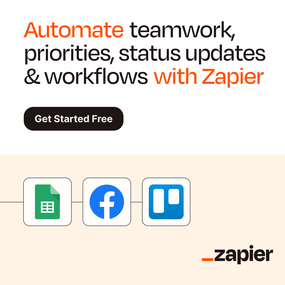 Automate teamwork,
priorities, status updates
& workflows with Zapier
Get Started Free
_zapier